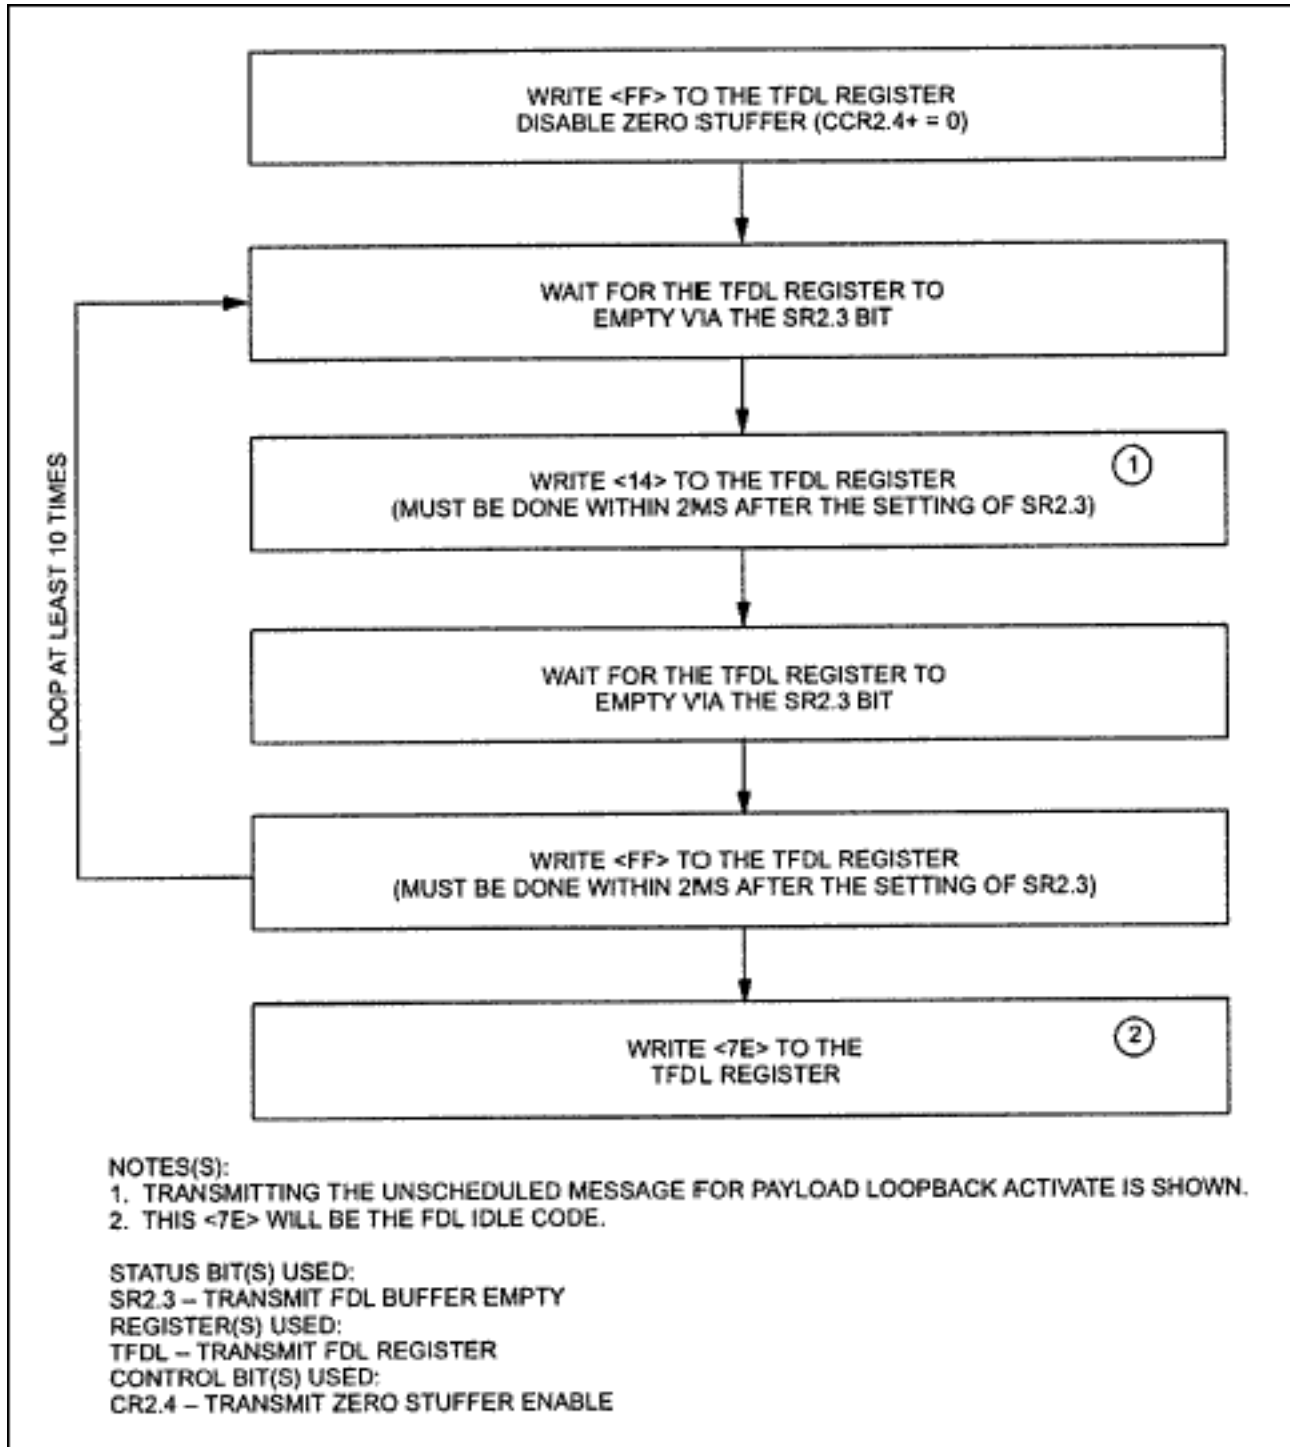 WRITE <FF> TO THE TFDL REGISTER
DISABLE ZERO STUFFER (CCR2.4+ = 0)
WAIT FOR THE TFDL REGISTER TO
EMPTY VIA THE SR2.3 BIT
WRITE <14> TO THE TFDL REGISTER
(MUST BE DONE WITHIN 2MS AFTER THE SETTING OF SR2.3)
1
LOOP AT LEAST 10 TIMES
WAIT FOR THE TFDL REGISTER TO
EMPTY VIA THE SR2.3 BIT
WRITE <FF> TO THE TFDL REGISTER
(MUST BE DONE WITHIN 2MS AFTER THE SETTING OF SR2.3)
WRITE <7E> TO THE
TFDL REGISTER
2
NOTES(S):
1. TRANSMITTING THE UNSCHEDULED MESSAGE FOR PAYLOAD LOOPBACK ACTIVATE IS SHOWN.
2. THIS <7E> WILL BE THE FDL IDLE CODE.
STATUS BIT(S) USED:
SR2.3 – TRANSMIT FDL BUFFER EMPTY
REGISTER(S) USED:
TFDL – TRANSMIT FDL REGISTER
CONTROL BIT(S) USED:
CR2.4 – TRANSMIT ZERO STUFFER ENABLE